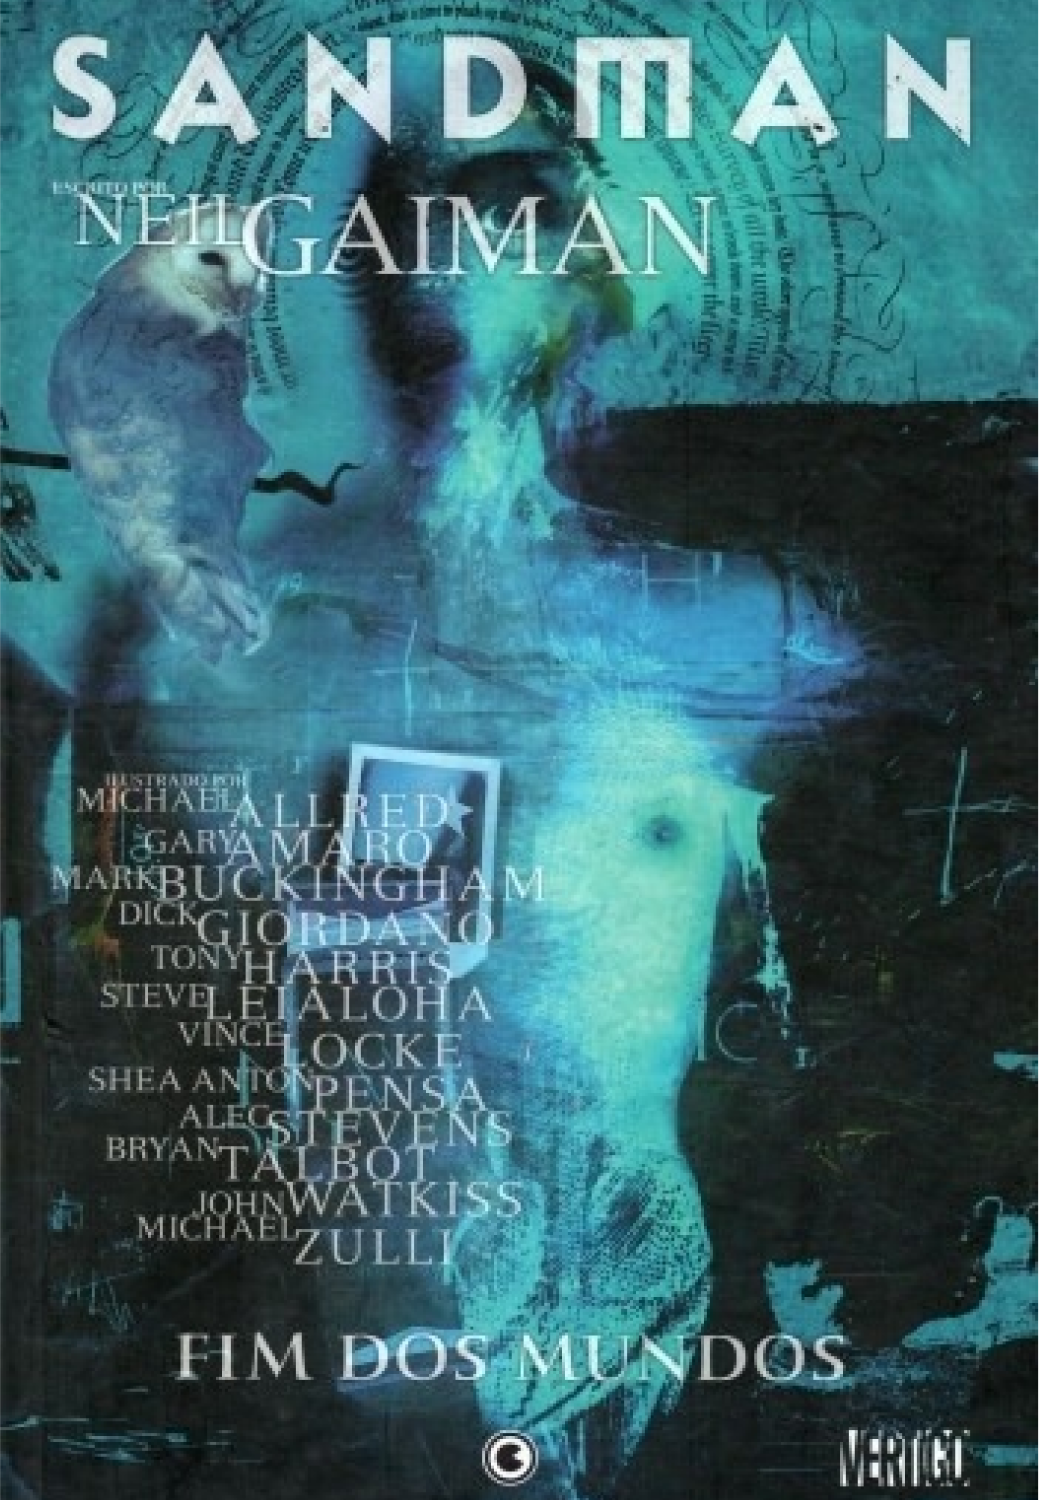 SANDMAN
ESCRITO POR
NEIL GAIMAN
ILUSTRADO POR
MICHAEL ALLRED
GARY AMARO
MARK BUCKINGHAM
DICK GIORDANO
TONY HARRIS
STEVE LEIALOHA
VINCE LOCKE
SHEA ANTON PENSA
ALEC STEVENS
BRYAN TALBOT
JOHN WATKISS
MICHAEL ZULLI
FIM DOS MUNDOS
VERTIGO